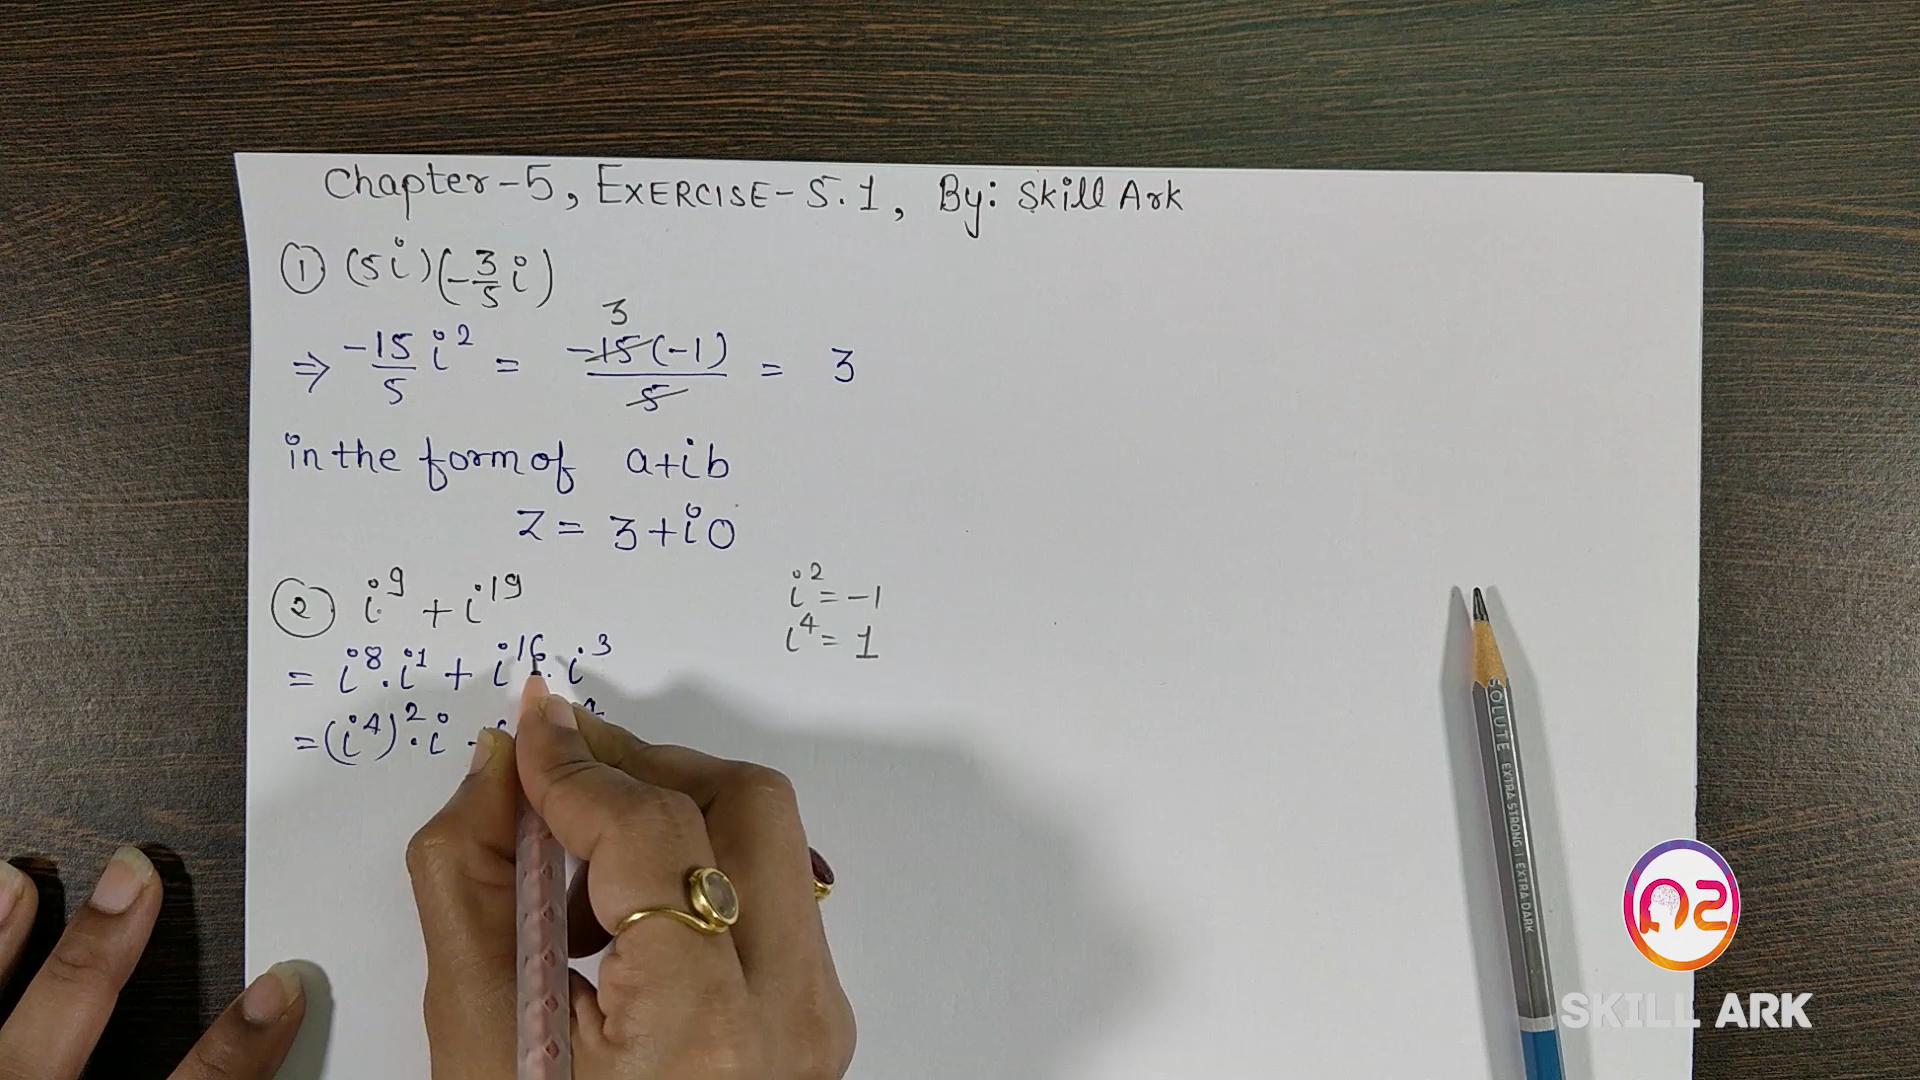 Chapter-5, EXERCISE-5.1, By: Skill Ark
① (5i)(-3/5 i)
⇒ -15/5 i² = 3 -15(-1)/5 = 3
in the form of a+ib
Z = 3+i0
② i⁹ + i¹⁹
= i⁸.i¹ + i¹⁶.i³
= (i⁴)².i
i² = -1
i⁴ = 1
SOLUTE EXTRA STRONG | EXTRA DARK
SKILL ARK